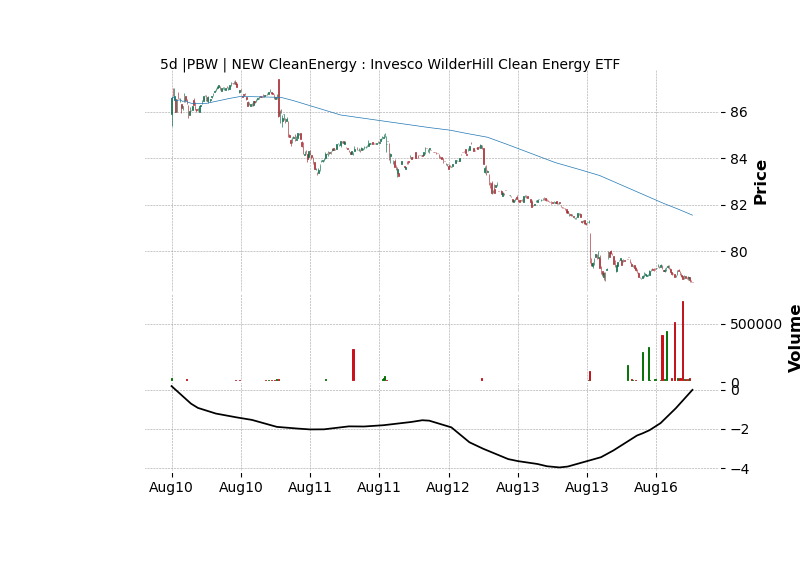 5d |PBW | NEW CleanEnergy : Invesco WilderHill Clean Energy ETF
86
84
82
80
Price
500000
0
Volume
0
−2
−4
Aug10 Aug10 Aug11 Aug11 Aug12 Aug13 Aug13 Aug16